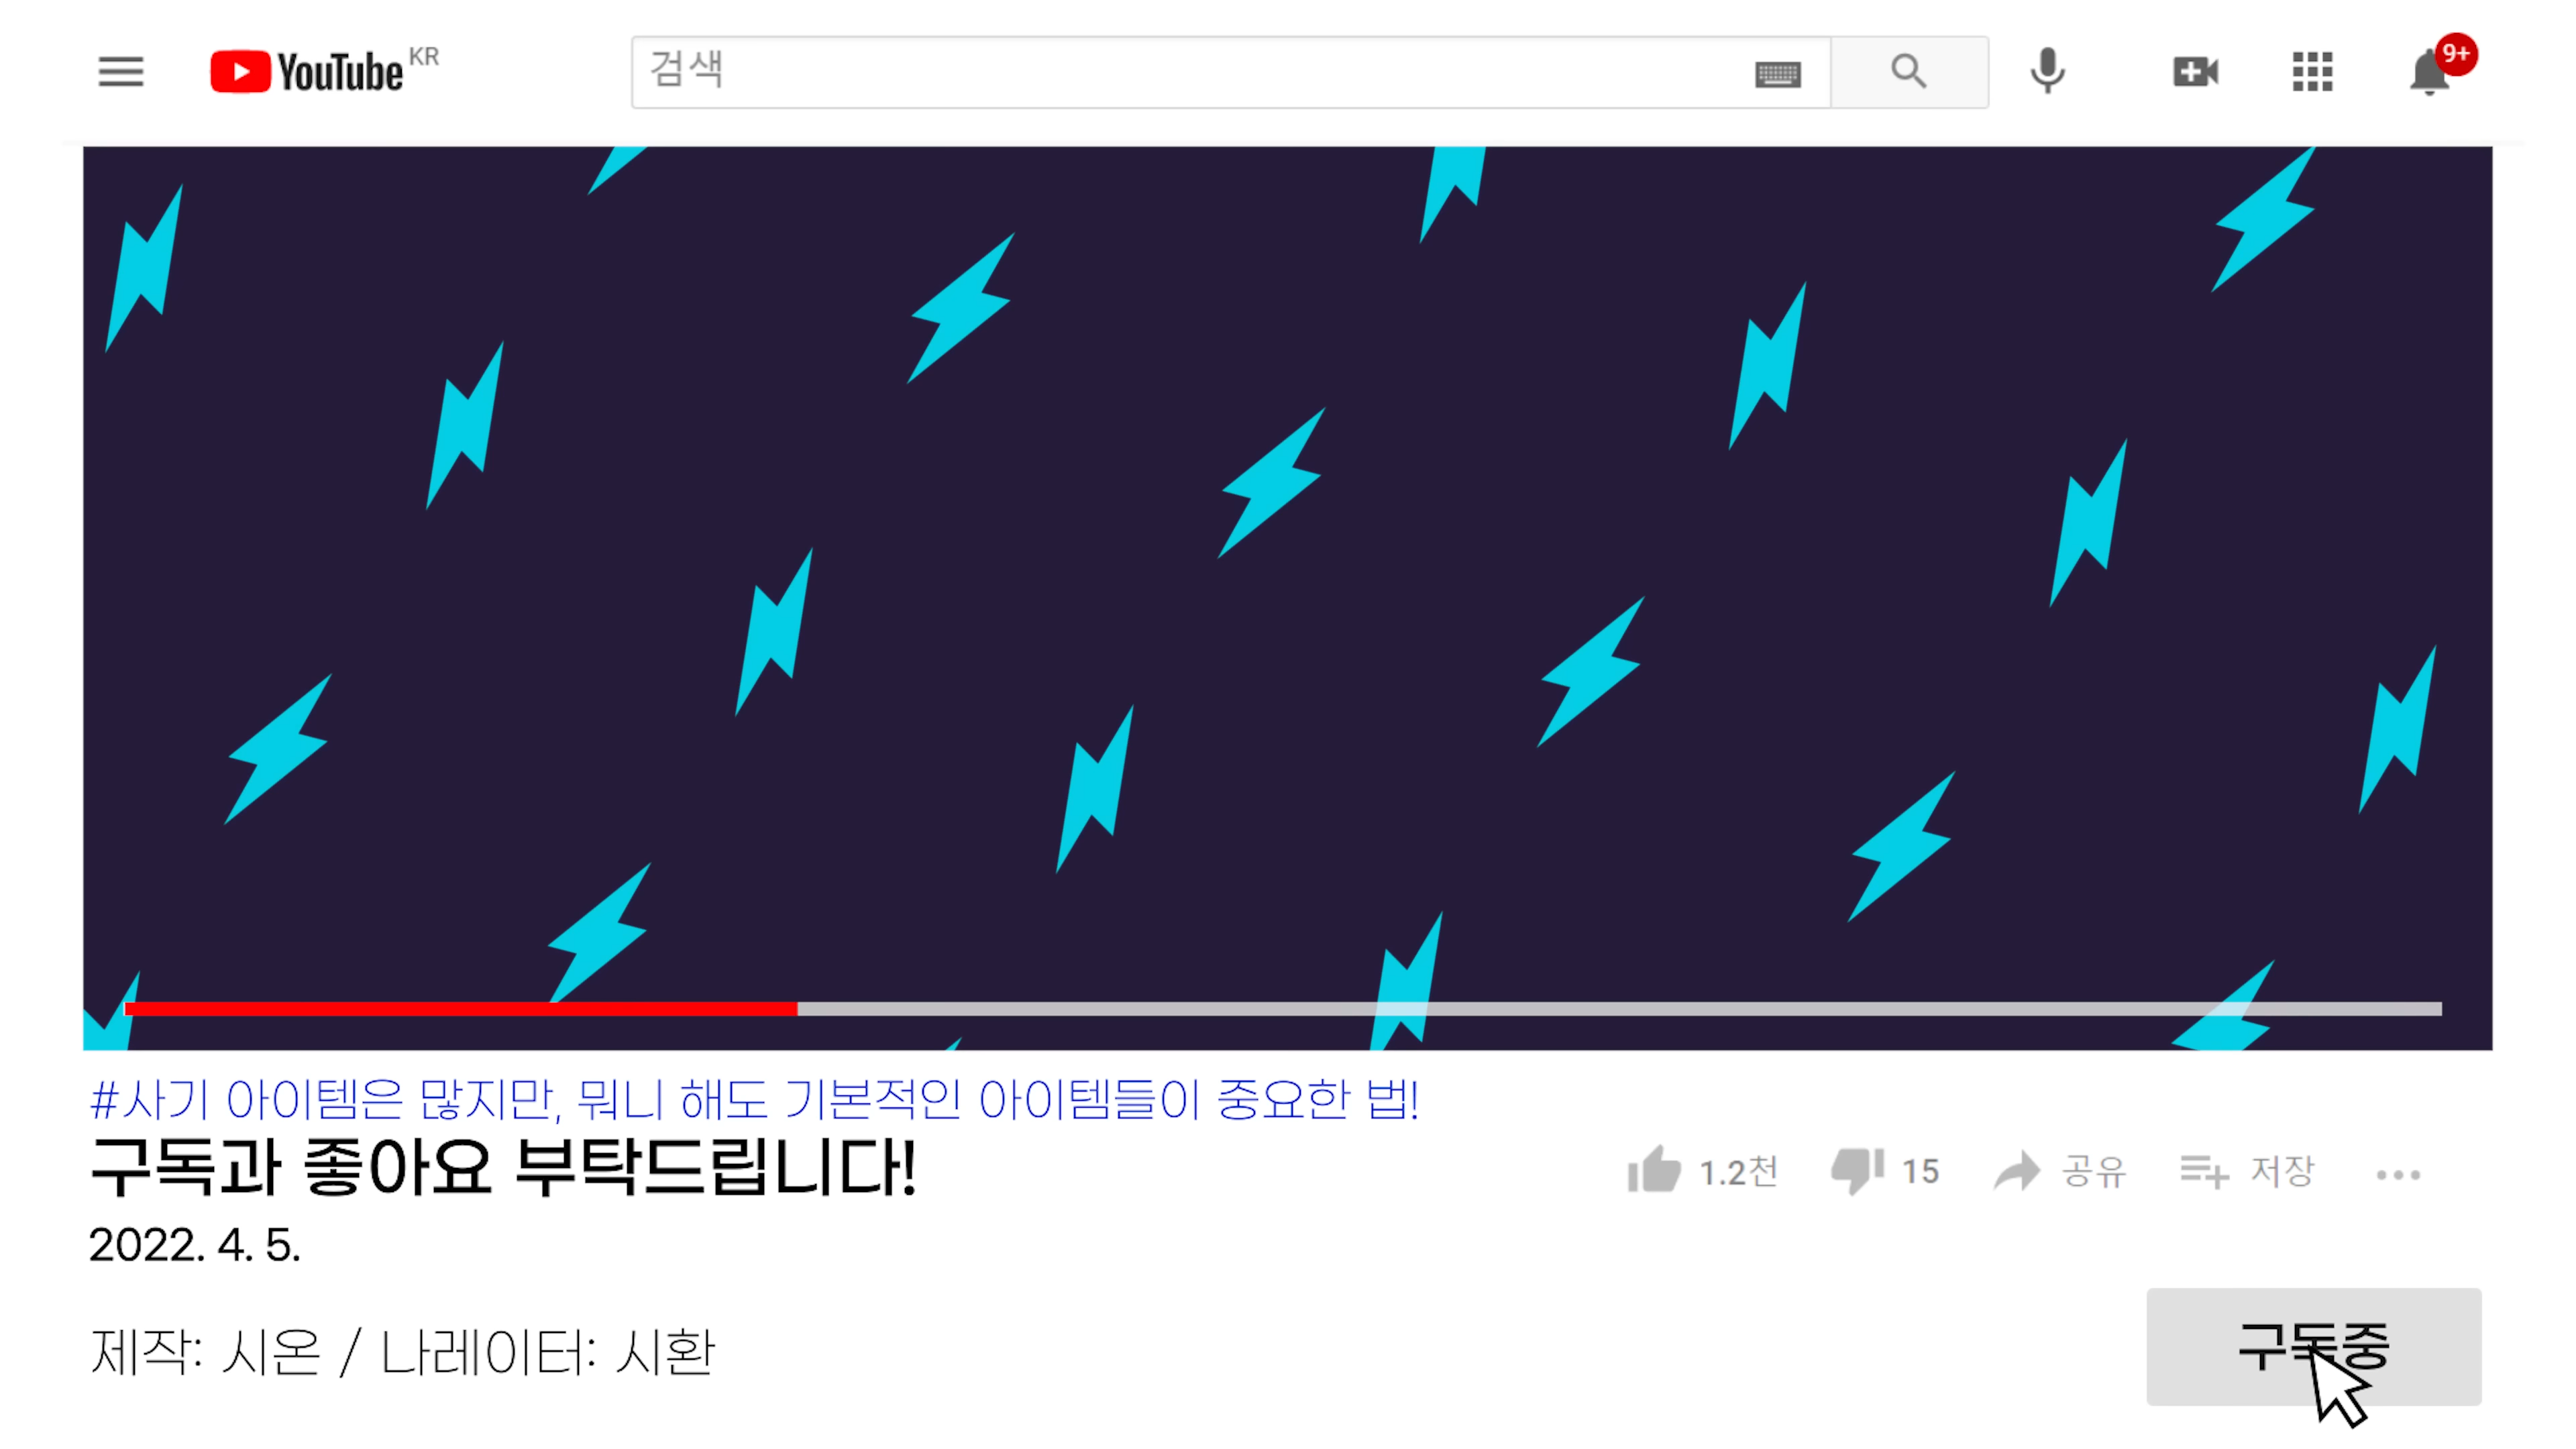 YouTube KR
검색
9+
#사기 아이템은 많지만, 뭐니 해도 기본적인 아이템들이 중요한 법!
구독과 좋아요 부탁드립니다!
1.2천 15 공유 저장
2022. 4. 5.
제작: 시온 / 나레이터: 시환
구독중